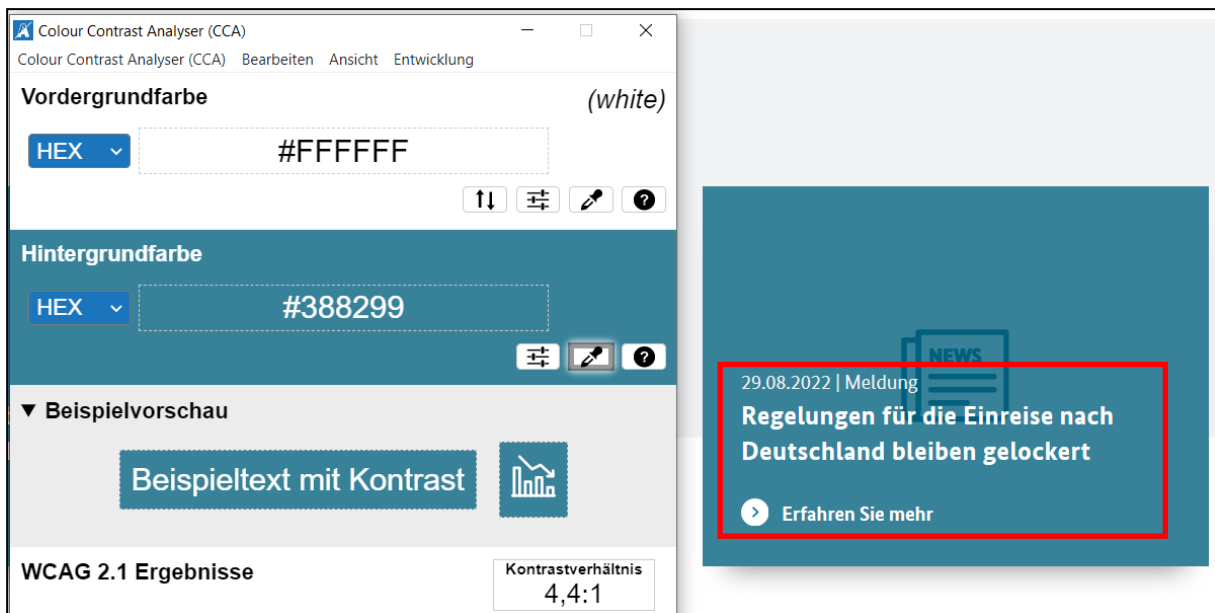 Colour Contrast Analyser (CCA)
Colour Contrast Analyser (CCA) Bearbeiten Ansicht Entwicklung
Vordergrundfarbe (white)
HEX #FFFFFF
Hintergrundfarbe
HEX #388299
▼ Beispielvorschau
Beispieltext mit Kontrast
WCAG 2.1 Ergebnisse
Kontrastverhältnis
4,4:1
NEWS
29.08.2022 | Meldung
Regelungen für die Einreise nach
Deutschland bleiben gelockert
Erfahren Sie mehr